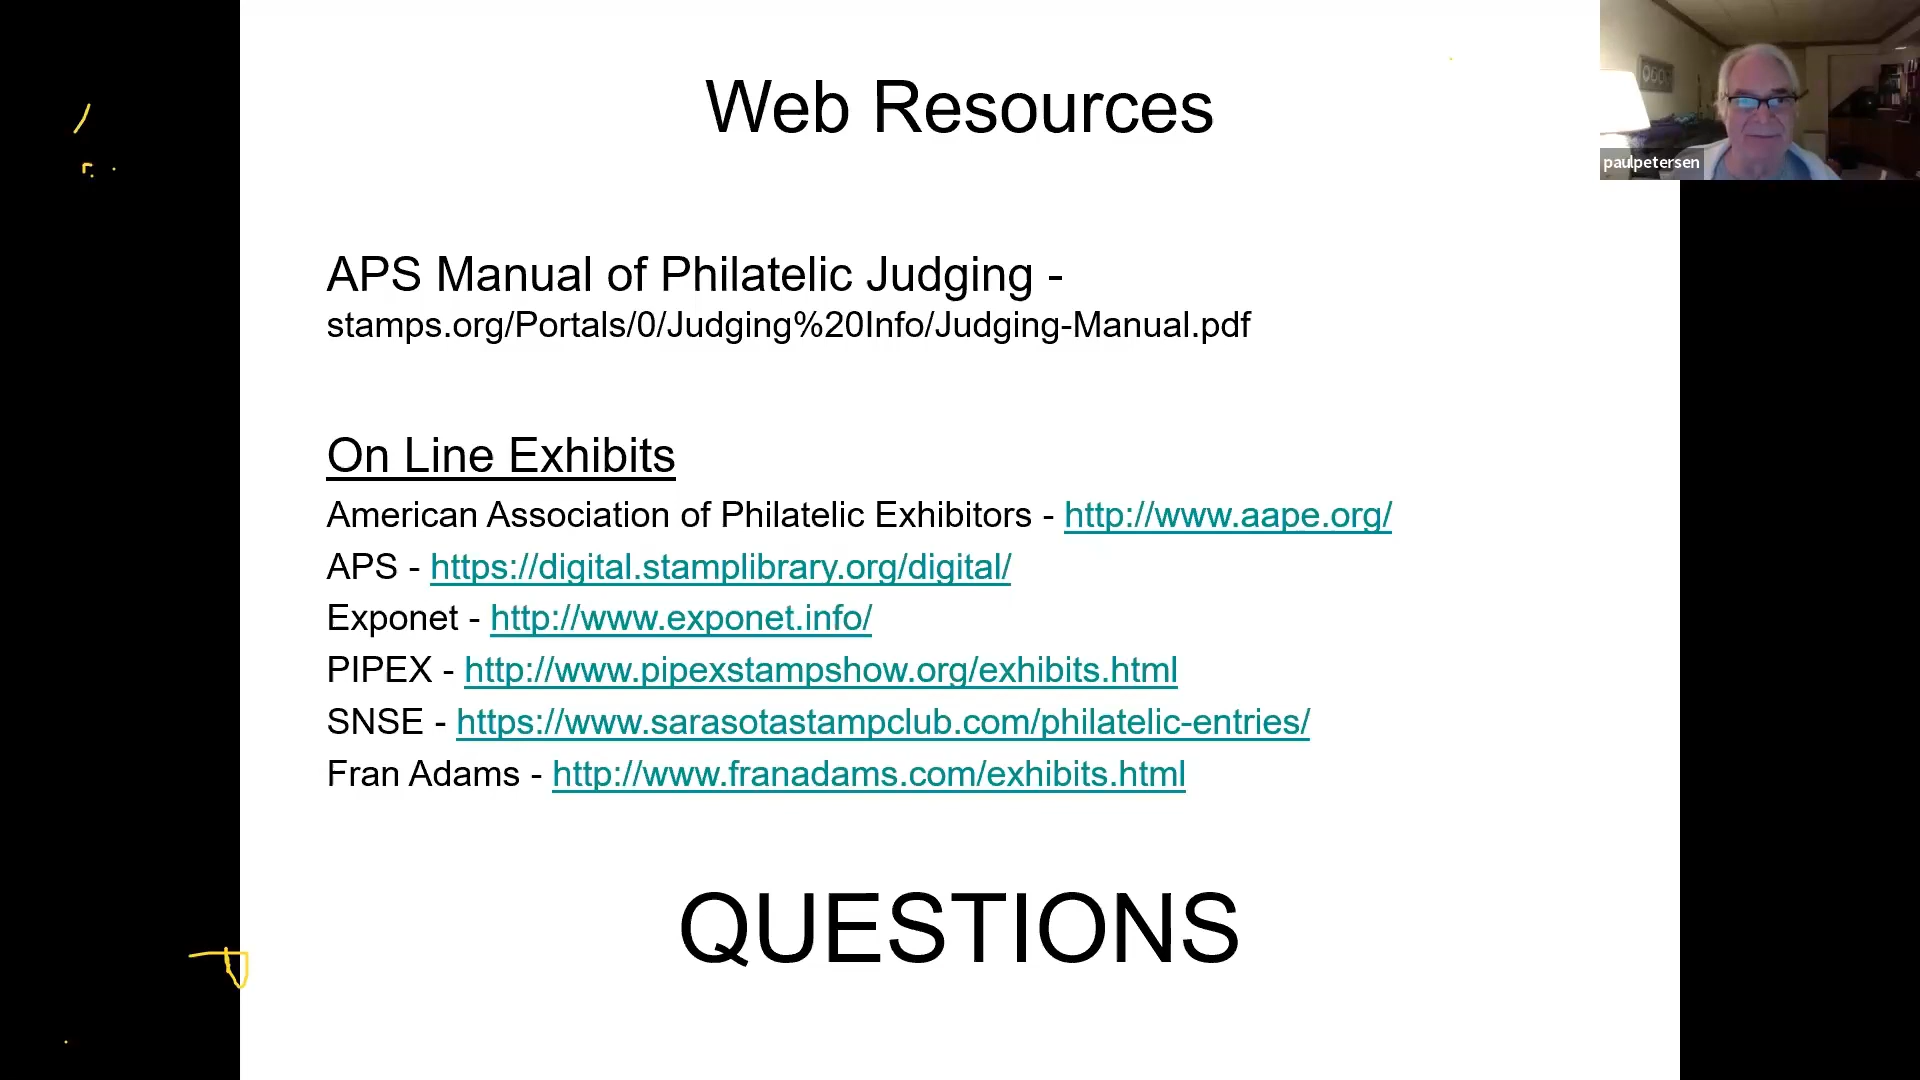 Web Resources
paulpetersen
APS Manual of Philatelic Judging -
stamps.org/Portals/0/Judging%20Info/Judging-Manual.pdf
On Line Exhibits
American Association of Philatelic Exhibitors - http://www.aape.org/
APS - https://digital.stamplibrary.org/digital/
Exponet - http://www.exponet.info/
PIPEX - http://www.pipexstampshow.org/exhibits.html
SNSE - https://www.sarasotastampclub.com/philatelic-entries/
Fran Adams - http://www.franadams.com/exhibits.html
QUESTIONS